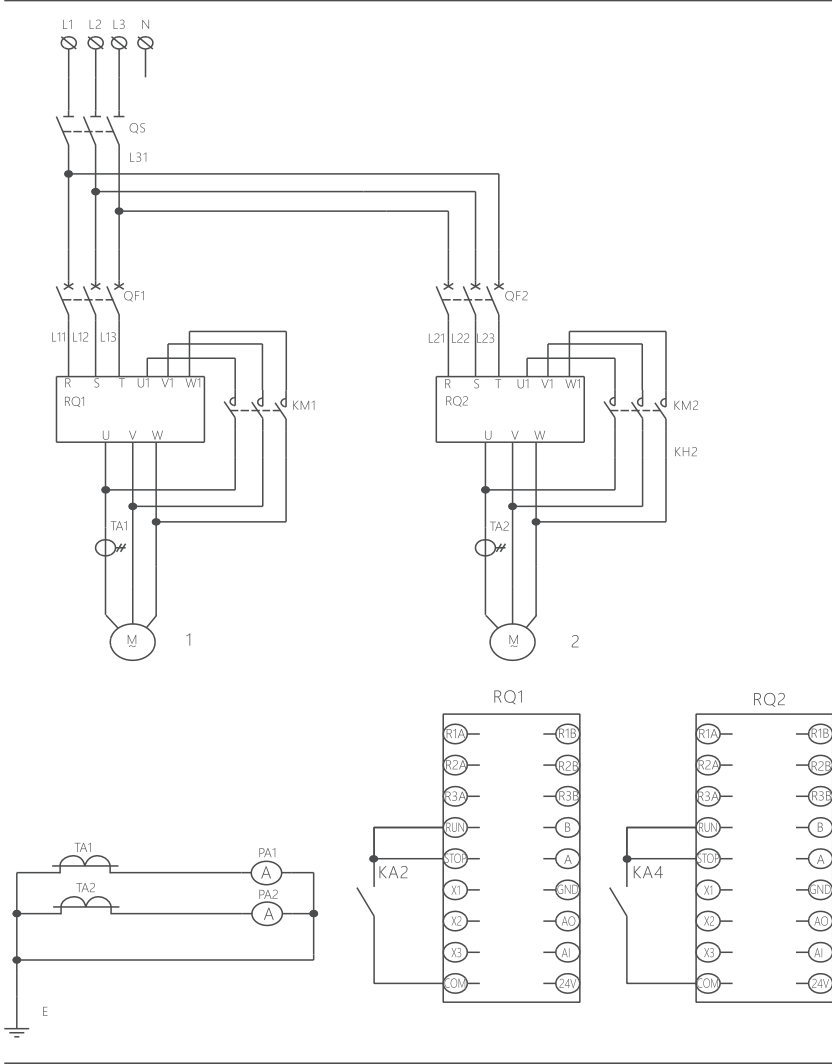 L1 L2 L3 N
QS
L31
QF1 QF2
L11 L12 L13 L21 L22 L23
R S T U1 V1 W1 R S T U1 V1 W1
RQ1 KM1 RQ2 KM2
U V W U V W
KH2
TA1 TA2
M ~ 1 M ~ 2
RQ1 RQ2
R1A R1B R1A R1B
R2A R2B R2A R2B
R3A R3B R3A R3B
RUN B RUN B
STOP A STOP A
KA2 KA4
X1 GND X1 GND
X2 AO X2 AO
X3 AI X3 AI
COM 24V COM 24V
TA1 PA1
A
TA2 PA2
A
E